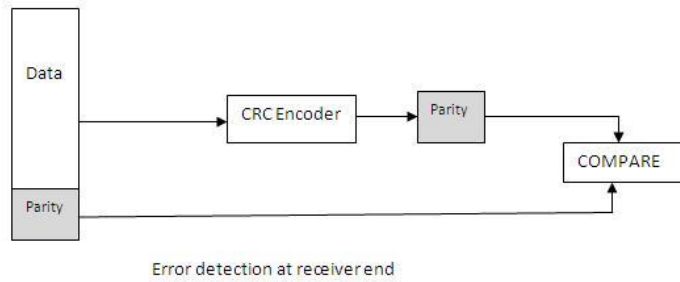 Data
CRC Encoder
Parity
COMPARE
Parity
Error detection at receiver end